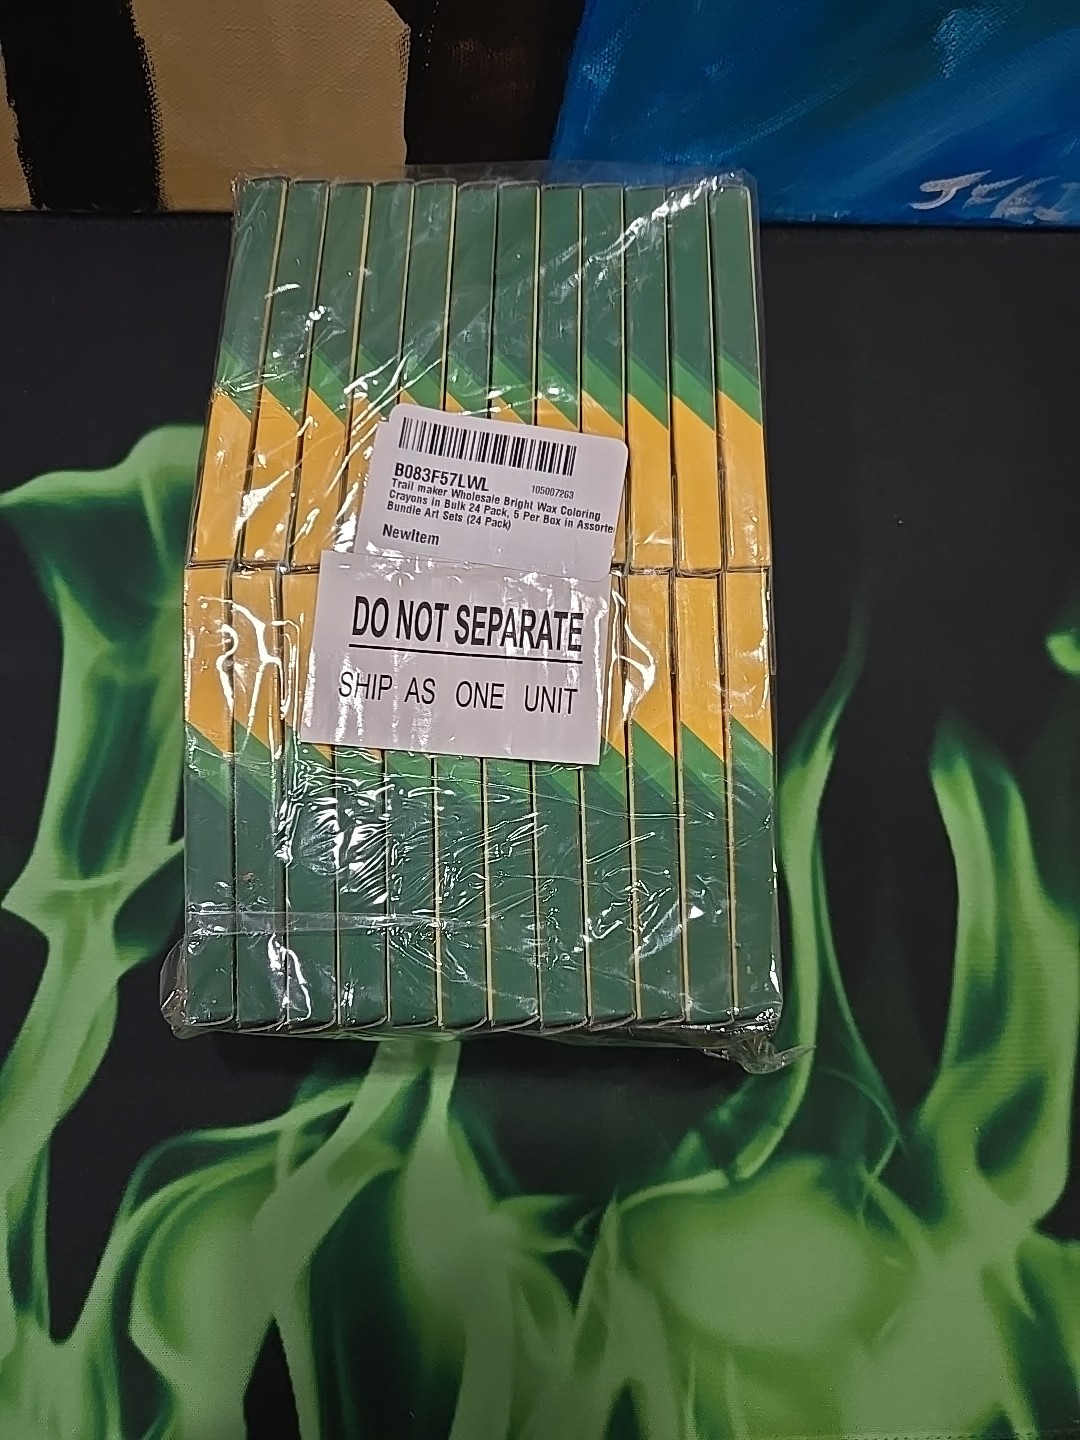 B083F57LWL
105007263
Trail maker Wholesale Bright Wax Coloring
Crayons in Bulk 24 Pack, 5 Per Box in Assorte
Bundle Art Sets (24 Pack)
NewItem
DO NOT SEPARATE
SHIP AS ONE UNIT